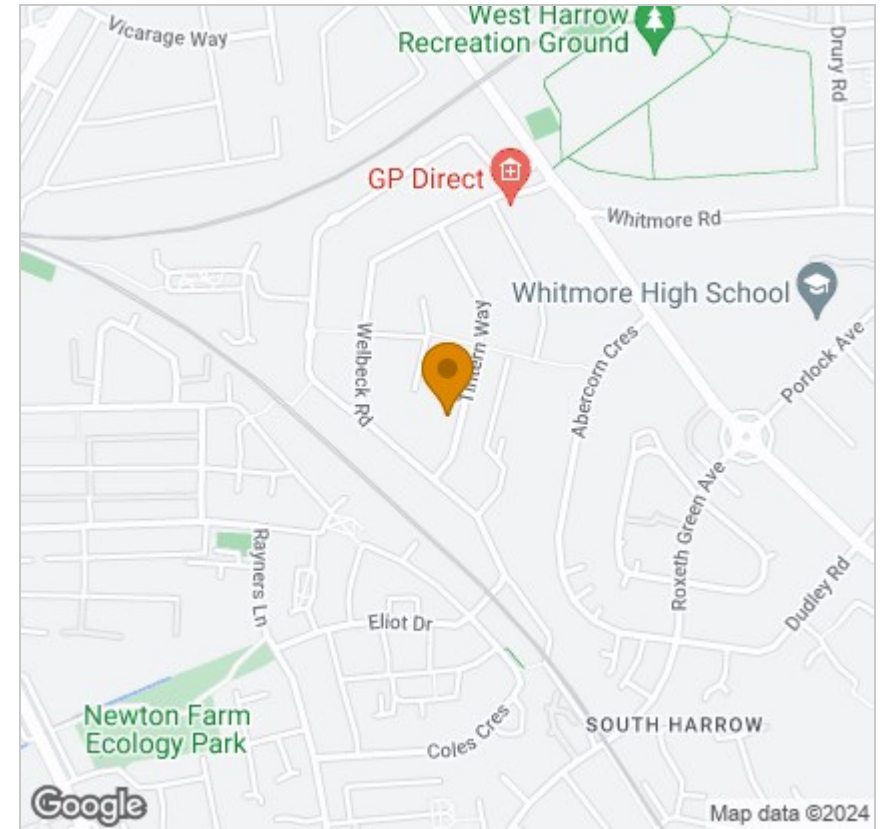 West Harrow
Recreation Ground
Vicarage Way
Drury Rd
GP Direct
Whitmore Rd
Whitmore High School
Tintern Way
Welbeck Rd
Abercorn Cres
Porlock Ave
Roxeth Green Ave
Rayners Ln
Dudley Rd
Eliot Dr
Newton Farm
Ecology Park
SOUTH HARROW
Coles Cres
Google
Map data ©2024